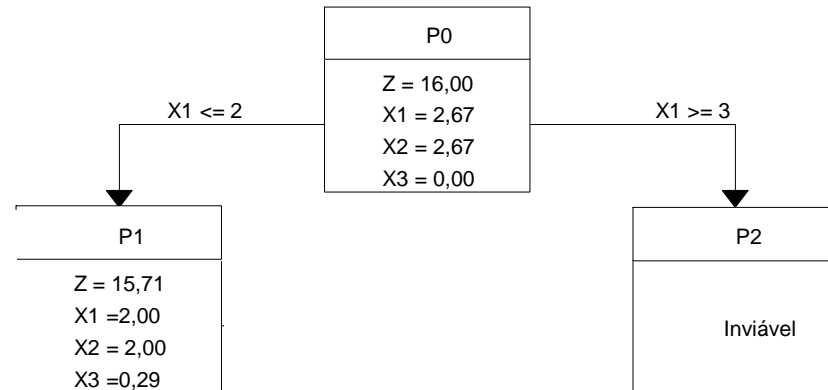 P0
Z = 16,00
X1 = 2,67
X2 = 2,67
X3 = 0,00
X1 <= 2
X1 >= 3
P1
Z = 15,71
X1 =2,00
X2 = 2,00
X3 =0,29
P2
Inviável